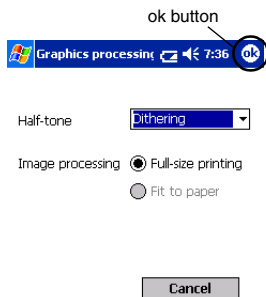 ok button
Graphics processing 7:36 ok
Half-tone Dithering
Image processing Full-size printing
Fit to paper
Cancel